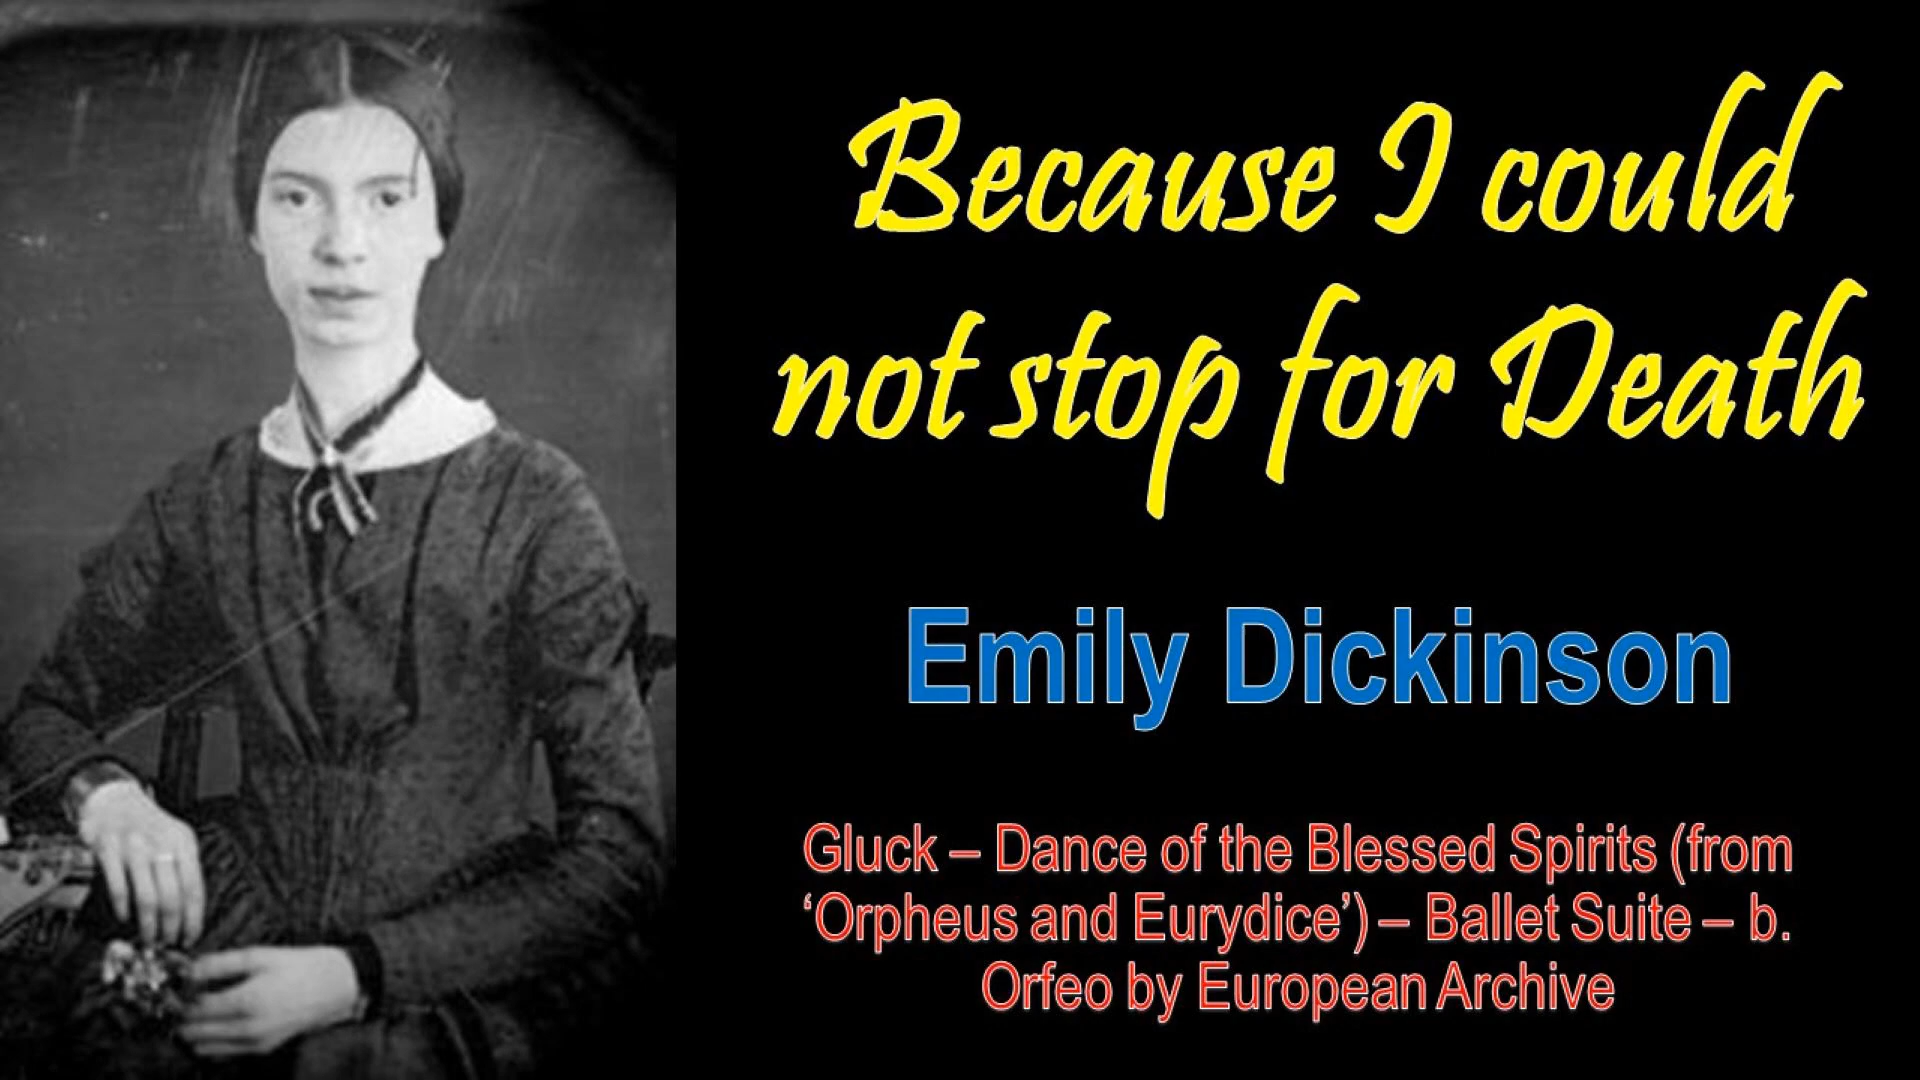 Because I could
not stop for Death
Emily Dickinson
Gluck – Dance of the Blessed Spirits (from
‘Orpheus and Eurydice’) – Ballet Suite – b.
Orfeo by European Archive